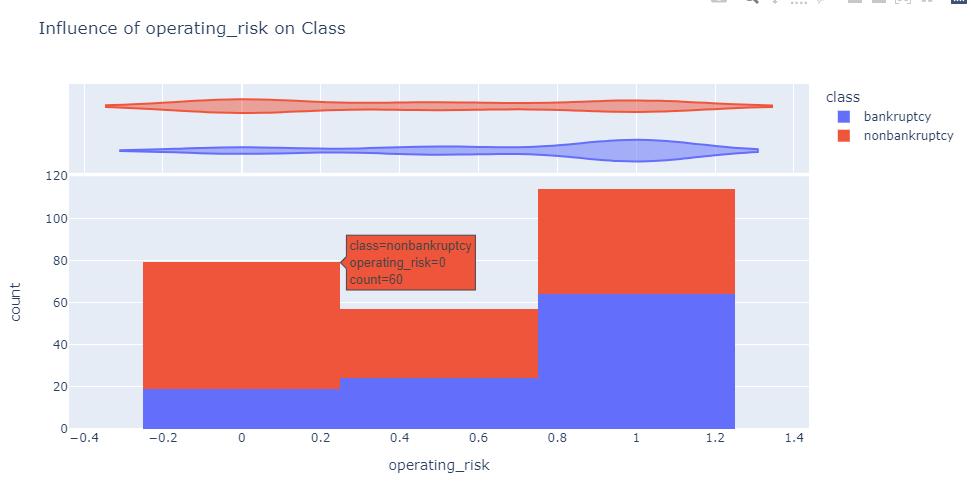 Influence of operating_risk on Class
class
bankruptcy
nonbankruptcy
120
100
80
60
40
20
0
count
class=nonbankruptcy
operating_risk=0
count=60
−0.4 −0.2 0 0.2 0.4 0.6 0.8 1 1.2 1.4
operating_risk